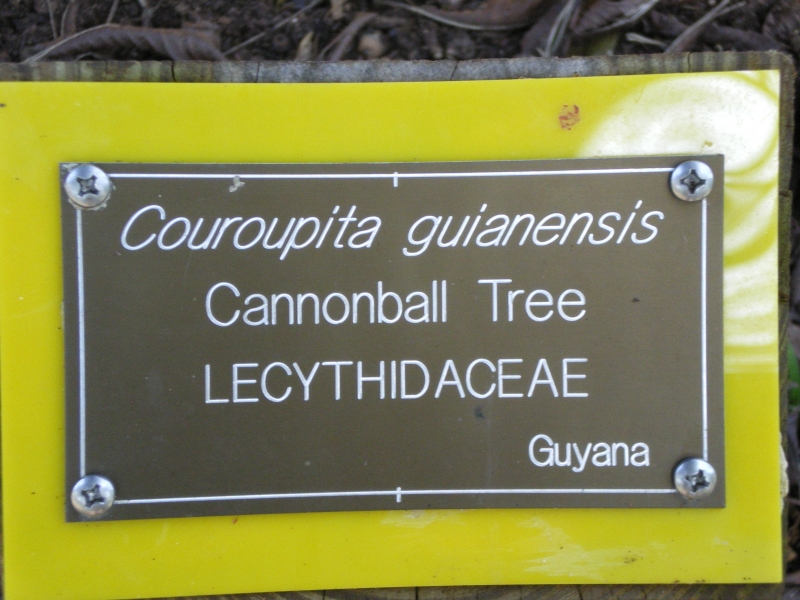 Couroupita guianensis
Cannonball Tree
LECYTHIDACEAE
Guyana